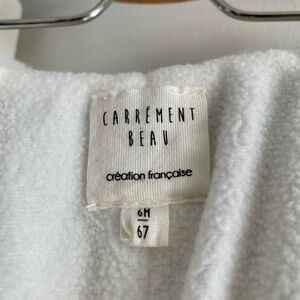 CARRÉMENT
BEAU
création française
6M
67